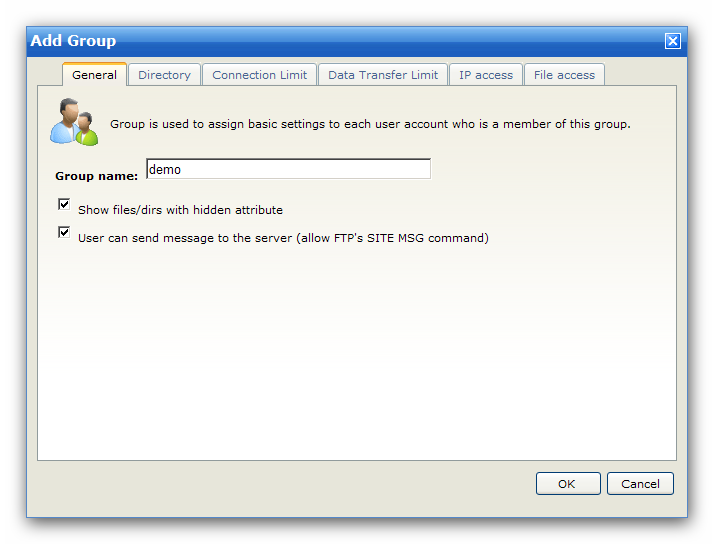 Add Group
General Directory Connection Limit Data Transfer Limit IP access File access
Group is used to assign basic settings to each user account who is a member of this group.
Group name: demo
Show files/dirs with hidden attribute
User can send message to the server (allow FTP's SITE MSG command)
OK Cancel